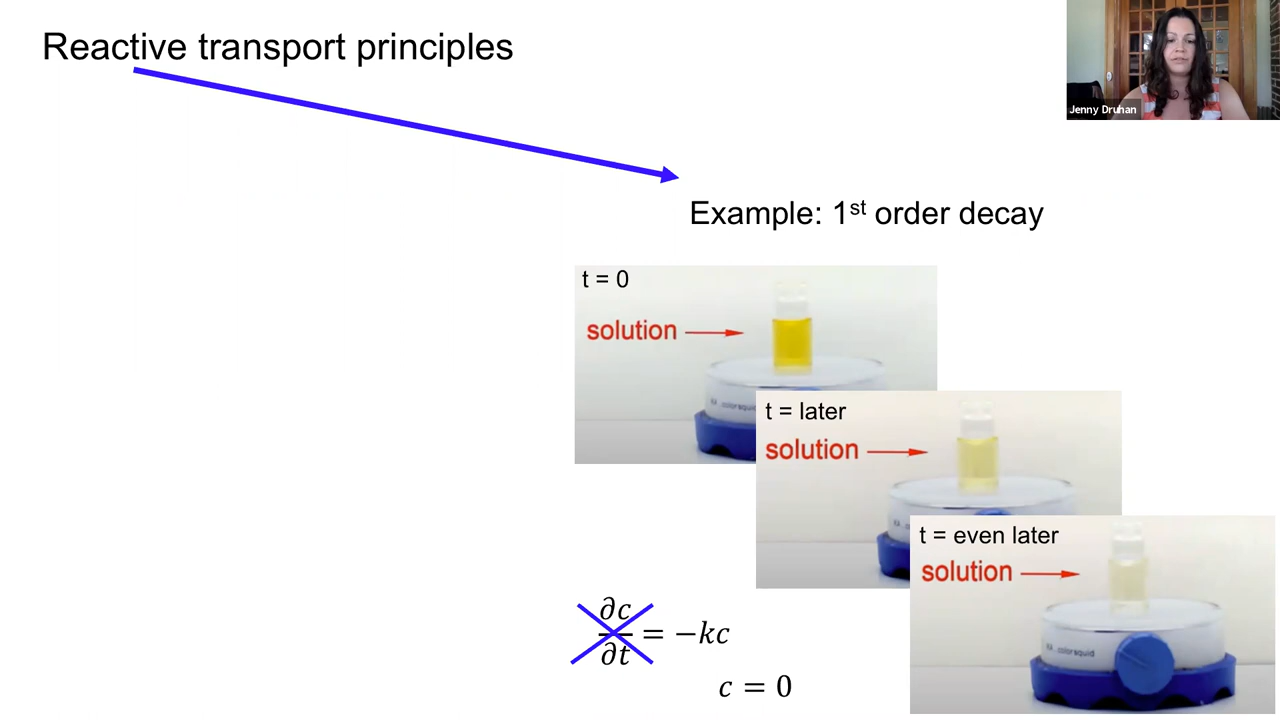 Reactive transport principles
Jenny Druhan
Example: 1st order decay
t = 0
solution
t = later
solution
t = even later
solution
∂c/∂t = −kc
c = 0